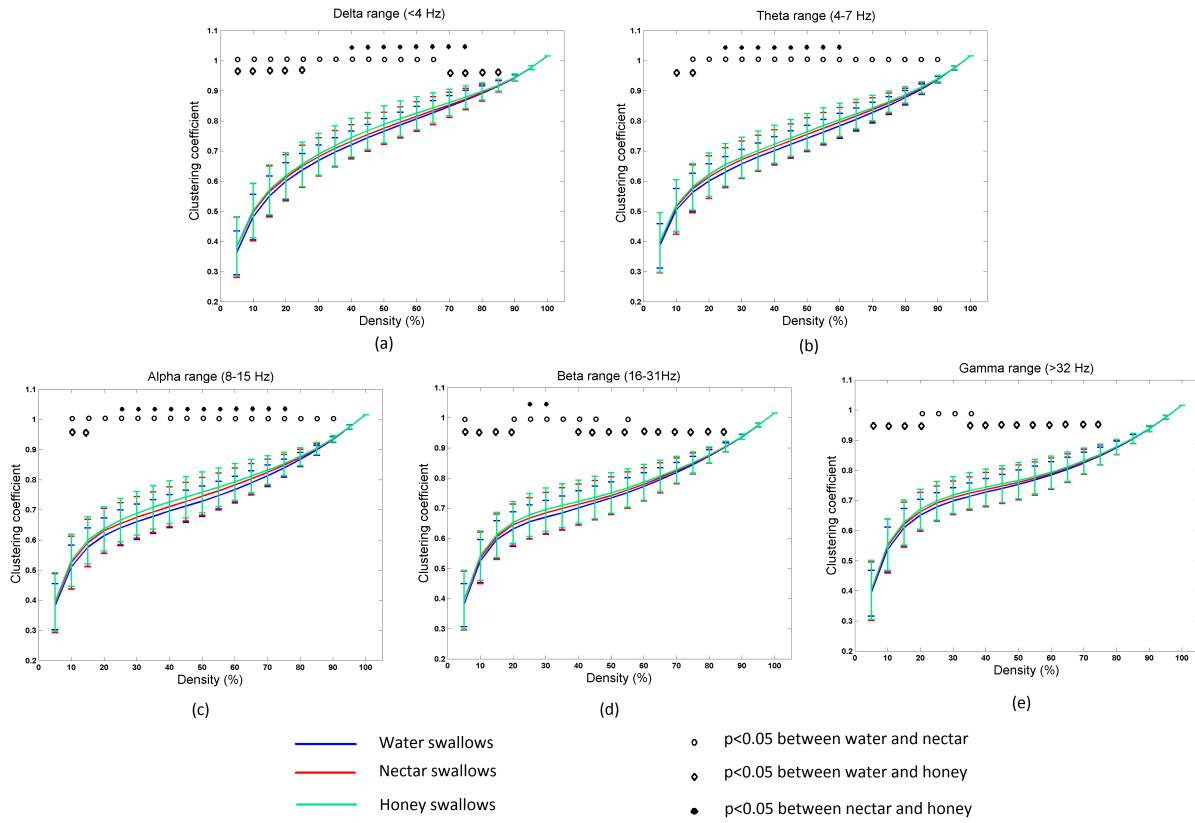 Delta range (<4 Hz)
Theta range (4-7 Hz)
Clustering coefficient
1.1
1
0.9
0.8
0.7
0.6
0.5
0.4
0.3
0.2
0 10 20 30 40 50 60 70 80 90 100
Density (%)
(a)
Clustering coefficient
1.1
1
0.9
0.8
0.7
0.6
0.5
0.4
0.3
0.2
0 10 20 30 40 50 60 70 80 90 100
Density (%)
(b)
Alpha range (8-15 Hz)
Beta range (16-31Hz)
Gamma range (>32 Hz)
Clustering coefficient
1.1
1
0.9
0.8
0.7
0.6
0.5
0.4
0.3
0.2
0 10 20 30 40 50 60 70 80 90 100
Density (%)
(c)
Clustering coefficient
1.1
1
0.9
0.8
0.7
0.6
0.5
0.4
0.3
0.2
0 10 20 30 40 50 60 70 80 90 100
Density (%)
(d)
Clustering coefficient
1.1
1
0.9
0.8
0.7
0.6
0.5
0.4
0.3
0.2
0 10 20 30 40 50 60 70 80 90 100
Density (%)
(e)
Water swallows
Nectar swallows
Honey swallows
p<0.05 between water and nectar
p<0.05 between water and honey
p<0.05 between nectar and honey